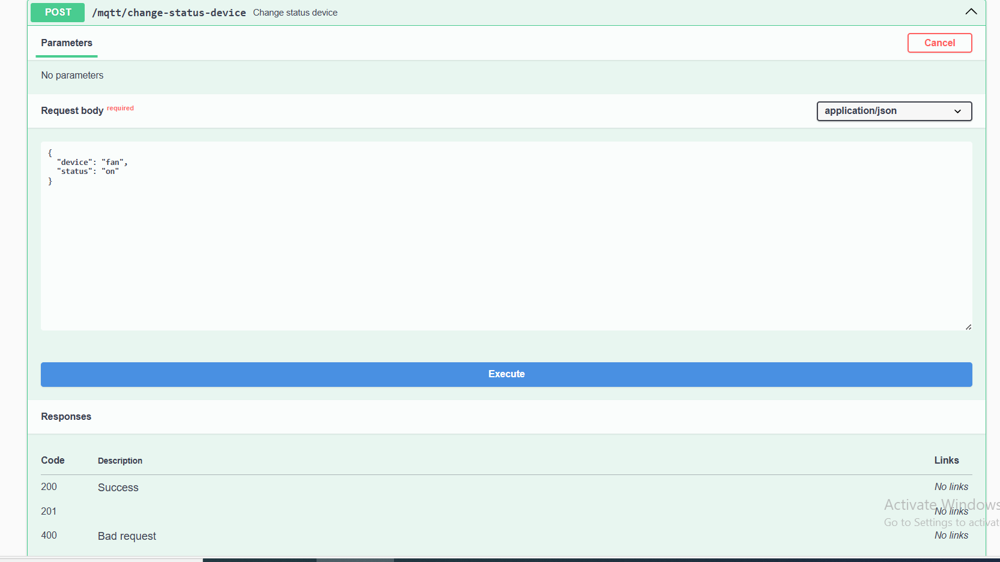 POST /mqtt/change-status-device Change status device
Parameters
Cancel
No parameters
Request body required
application/json
{
"device": "fan",
"status": "on"
}
Execute
Responses
Code Description Links
200 Success No links
201 No links
400 Bad request No links
Activate Windows
Go to Settings to activat